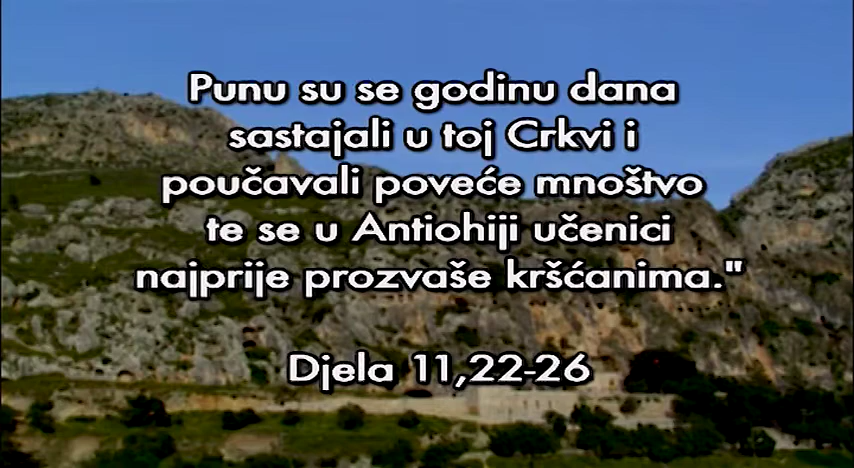 Punu su se godinu dana
sastajali u toj Crkvi i
poučavali poveće mnoštvo
te se u Antiohiji učenici
najprije prozvaše kršćanima."
Djela 11,22-26